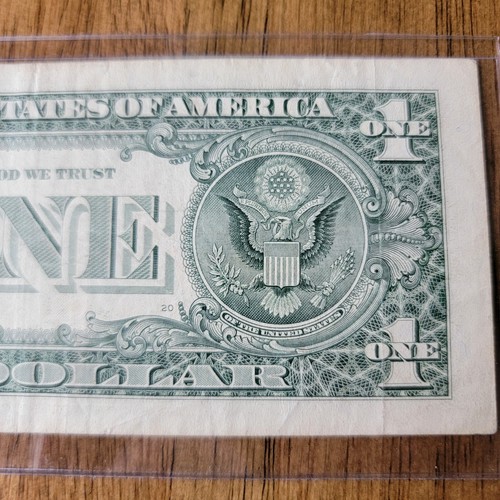 STATES OF AMERICA
1
ONE
OD WE TRUST
NE
20
OF THE UNITED STATES
1
ONE
DOLLAR